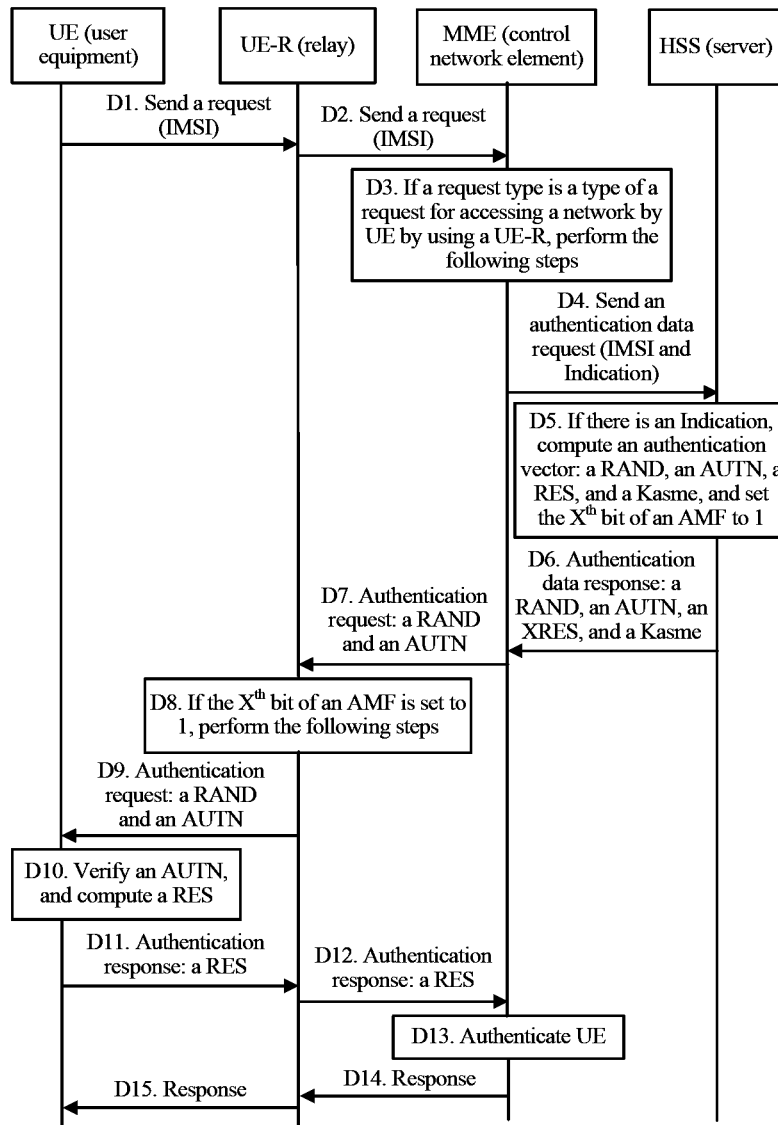 UE (user
equipment)
UE-R (relay)
MME (control
network element)
HSS (server)
D1. Send a request
(IMSI)
D2. Send a request
(IMSI)
D3. If a request type is a type of a
request for accessing a network by
UE by using a UE-R, perform the
following steps
D4. Send an
authentication data
request (IMSI and
Indication)
D5. If there is an Indication,
compute an authentication
vector: a RAND, an AUTN, a
RES, and a Kasme, and set
the Xth bit of an AMF to 1
D6. Authentication
data response: a
RAND, an AUTN, an
XRES, and a Kasme
D7. Authentication
request: a RAND
and an AUTN
D8. If the Xth bit of an AMF is set to
1, perform the following steps
D9. Authentication
request: a RAND
and an AUTN
D10. Verify an AUTN,
and compute a RES
D11. Authentication
response: a RES
D12. Authentication
response: a RES
D13. Authenticate UE
D14. Response
D15. Response